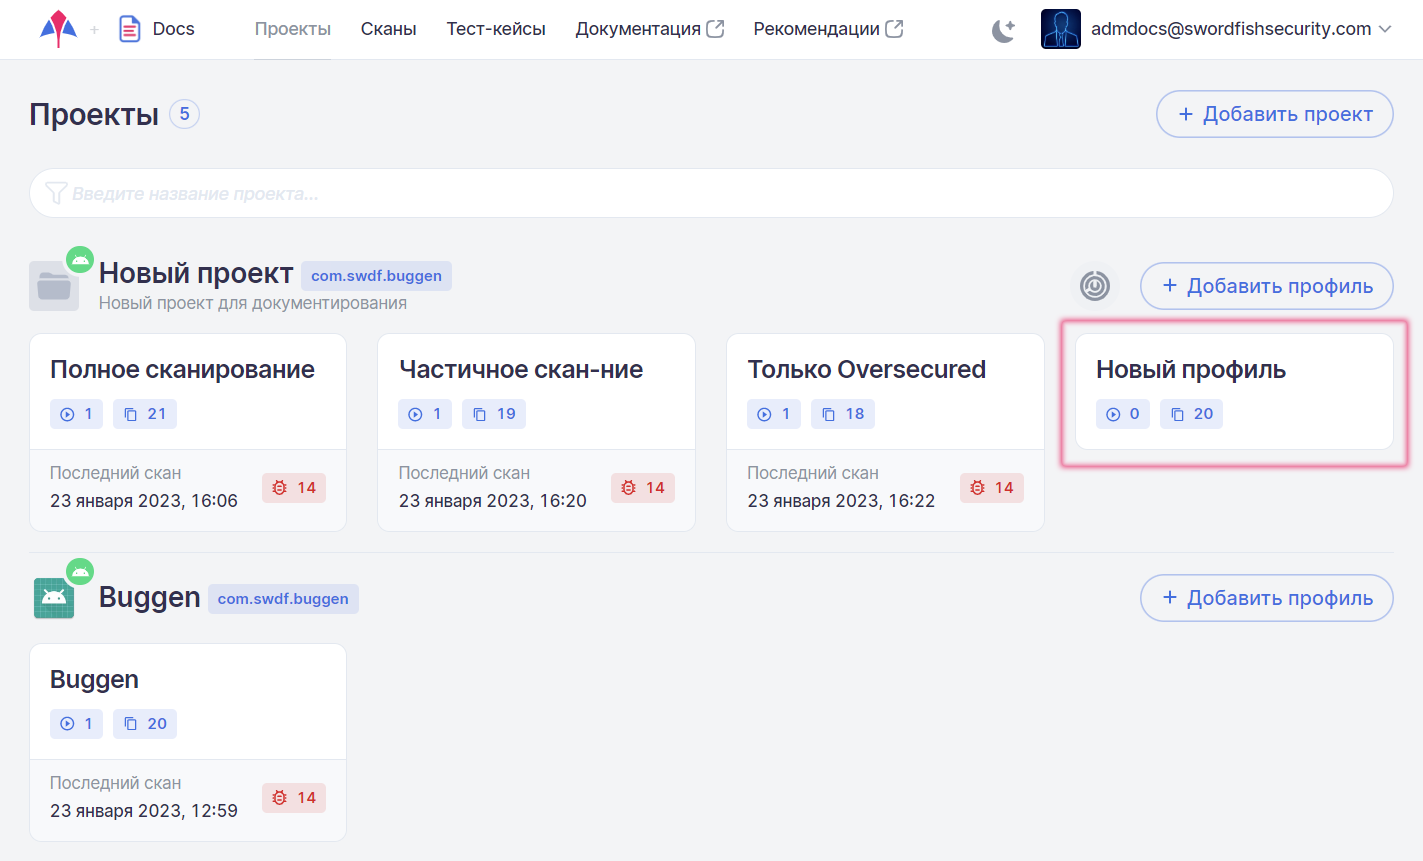 + Docs Проекты Сканы Тест-кейсы Документация Рекомендации admdocs@swordfishsecurity.com
Проекты 5 + Добавить проект
Введите название проекта...
Новый проект com.swdf.buggen + Добавить профиль
Новый проект для документирования
Полное сканирование Частичное скан-ние Только Oversecured Новый профиль
1 21 1 19 1 18 0 20
Последний скан Последний скан Последний скан
14 14 14
23 января 2023, 16:06 23 января 2023, 16:20 23 января 2023, 16:22
Buggen com.swdf.buggen + Добавить профиль
Buggen
1 20
Последний скан
14
23 января 2023, 12:59